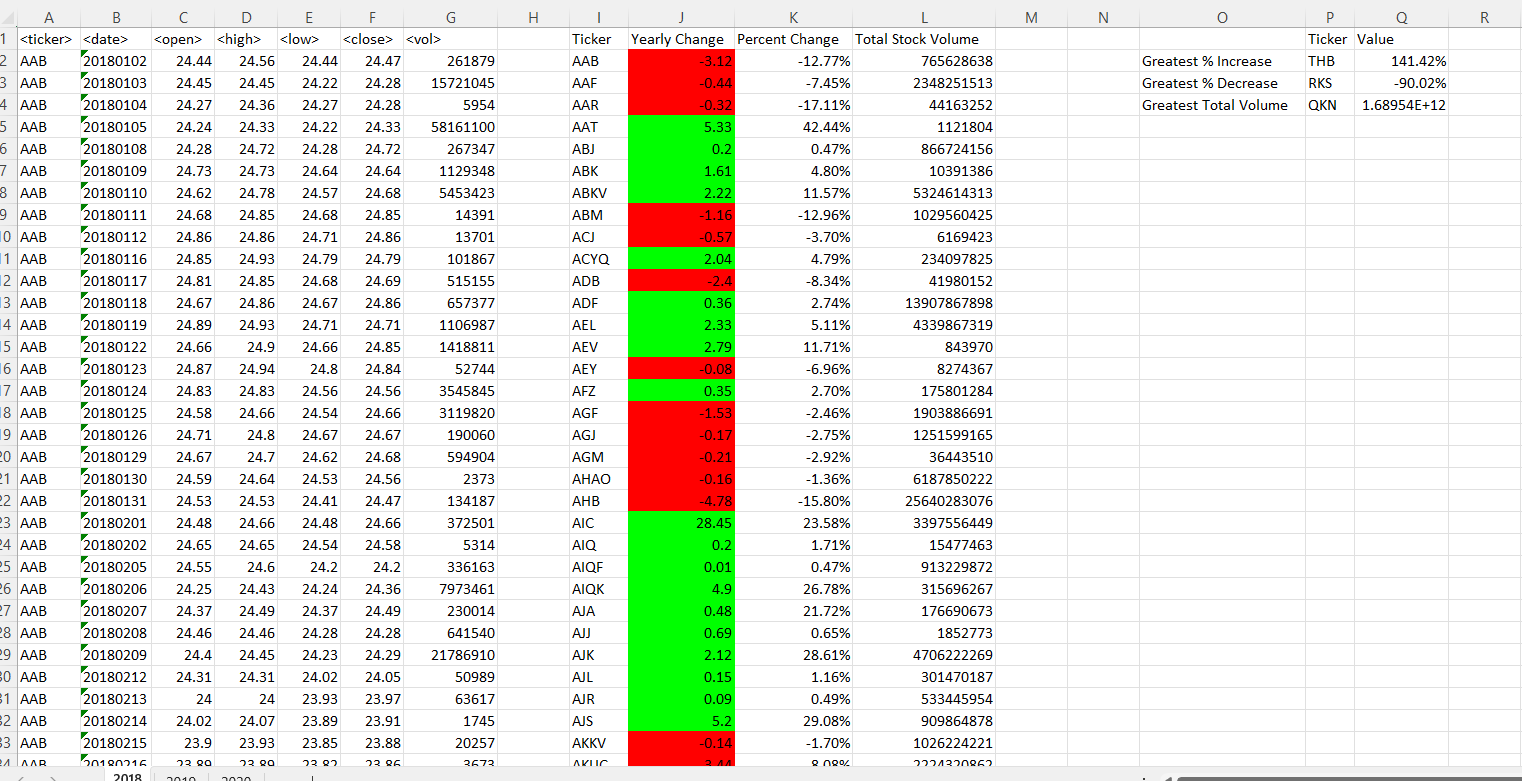 A B C D E F G H I J K L M N O P Q R
1 <ticker> <date> <open> <high> <low> <close> <vol> Ticker Yearly Change Percent Change Total Stock Volume Ticker Value
2 AAB 20180102 24.44 24.56 24.44 24.47 261879 AAB -3.12 -12.77% 765628638 Greatest % Increase THB 141.42%
3 AAB 20180103 24.45 24.45 24.22 24.28 15721045 AAF -0.44 -7.45% 2348251513 Greatest % Decrease RKS -90.02%
4 AAB 20180104 24.27 24.36 24.27 24.28 5954 AAR -0.32 -17.11% 44163252 Greatest Total Volume QKN 1.68954E+12
5 AAB 20180105 24.24 24.33 24.22 24.33 58161100 AAT 5.33 42.44% 1121804
6 AAB 20180108 24.28 24.72 24.28 24.72 267347 ABJ 0.2 0.47% 866724156
7 AAB 20180109 24.73 24.73 24.64 24.64 1129348 ABK 1.61 4.80% 10391386
8 AAB 20180110 24.62 24.78 24.57 24.68 5453423 ABKV 2.22 11.57% 5324614313
9 AAB 20180111 24.68 24.85 24.68 24.85 14391 ABM -1.16 -12.96% 1029560425
10 AAB 20180112 24.86 24.86 24.71 24.86 13701 ACJ -0.57 -3.70% 6169423
11 AAB 20180116 24.85 24.93 24.79 24.79 101867 ACYQ 2.04 4.79% 234097825
12 AAB 20180117 24.81 24.85 24.68 24.69 515155 ADB -2.4 -8.34% 41980152
13 AAB 20180118 24.67 24.86 24.67 24.86 657377 ADF 0.36 2.74% 13907867898
14 AAB 20180119 24.89 24.93 24.71 24.71 1106987 AEL 2.33 5.11% 4339867319
15 AAB 20180122 24.66 24.9 24.66 24.85 1418811 AEV 2.79 11.71% 843970
16 AAB 20180123 24.87 24.94 24.8 24.84 52744 AEY -0.08 -6.96% 8274367
17 AAB 20180124 24.83 24.83 24.56 24.56 3545845 AFZ 0.35 2.70% 175801284
18 AAB 20180125 24.58 24.66 24.54 24.66 3119820 AGF -1.53 -2.46% 1903886691
19 AAB 20180126 24.71 24.8 24.67 24.67 190060 AGJ -0.17 -2.75% 1251599165
20 AAB 20180129 24.67 24.7 24.62 24.68 594904 AGM -0.21 -2.92% 36443510
21 AAB 20180130 24.59 24.64 24.53 24.56 2373 AHAO -0.16 -1.36% 6187850222
22 AAB 20180131 24.53 24.53 24.41 24.47 134187 AHB -4.78 -15.80% 25640283076
23 AAB 20180201 24.48 24.66 24.48 24.66 372501 AIC 28.45 23.58% 3397556449
24 AAB 20180202 24.65 24.65 24.54 24.58 5314 AIQ 0.2 1.71% 15477463
25 AAB 20180205 24.55 24.6 24.2 24.2 336163 AIQF 0.01 0.47% 913229872
26 AAB 20180206 24.25 24.43 24.24 24.36 7973461 AIQK 4.9 26.78% 315696267
27 AAB 20180207 24.37 24.49 24.37 24.49 230014 AJA 0.48 21.72% 176690673
28 AAB 20180208 24.46 24.46 24.28 24.28 641540 AJJ 0.69 0.65% 1852773
29 AAB 20180209 24.4 24.45 24.23 24.29 21786910 AJK 2.12 28.61% 4706222269
30 AAB 20180212 24.31 24.31 24.02 24.05 50989 AJL 0.15 1.16% 301470187
31 AAB 20180213 24 24 23.93 23.97 63617 AJR 0.09 0.49% 533445954
32 AAB 20180214 24.02 24.07 23.89 23.91 1745 AJS 5.2 29.08% 909864878
33 AAB 20180215 23.9 23.93 23.85 23.88 20257 AKKV -0.14 -1.70% 1026224221
34 AAB 20180216 23.89 23.89 23.82 23.86 3673
2018 2019 2020